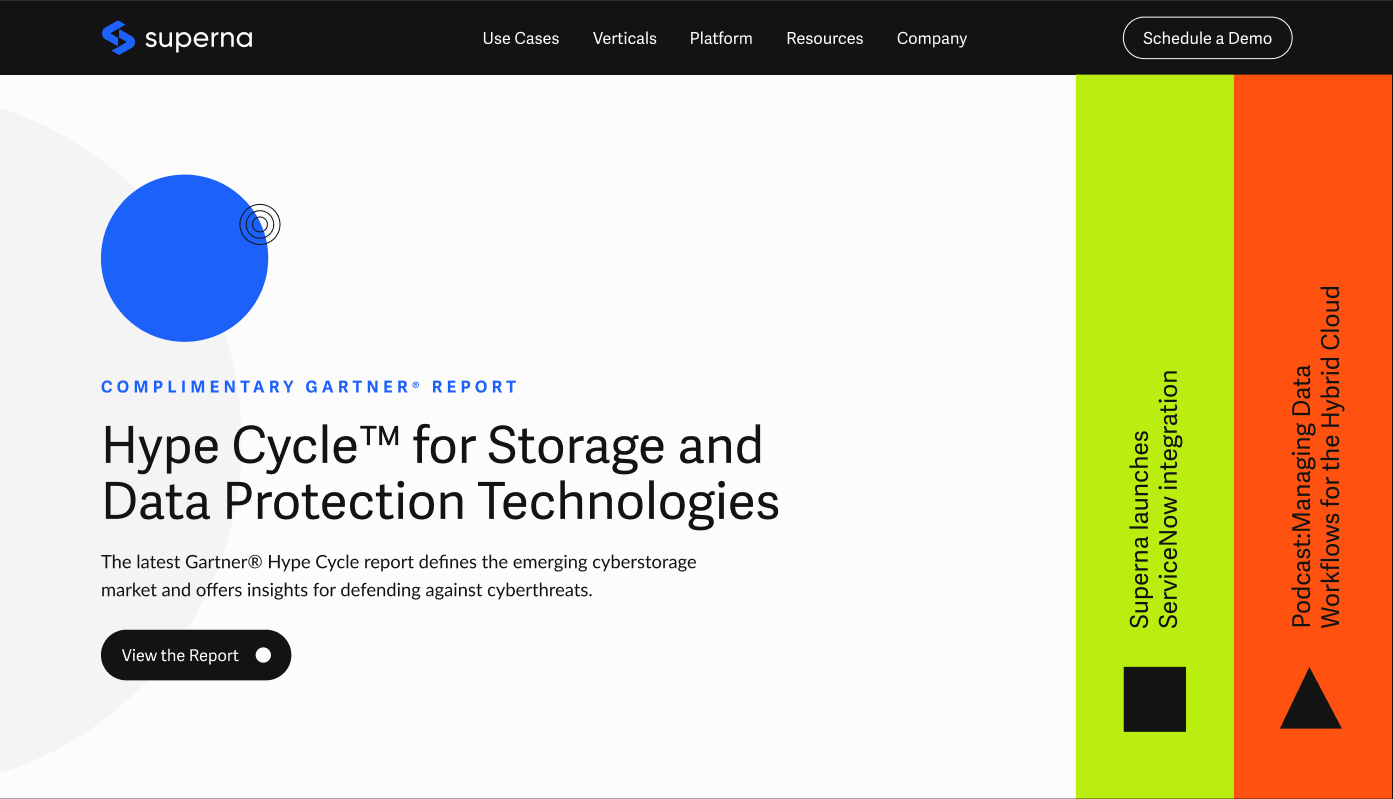 superna
Use Cases
Verticals
Platform
Resources
Company
Schedule a Demo
COMPLIMENTARY GARTNER® REPORT
Hype Cycle™ for Storage and
Data Protection Technologies
The latest Gartner® Hype Cycle report defines the emerging cyberstorage
market and offers insights for defending against cyberthreats.
View the Report
Superna launches
ServiceNow integration
Podcast:Managing Data
Workflows for the Hybrid Cloud